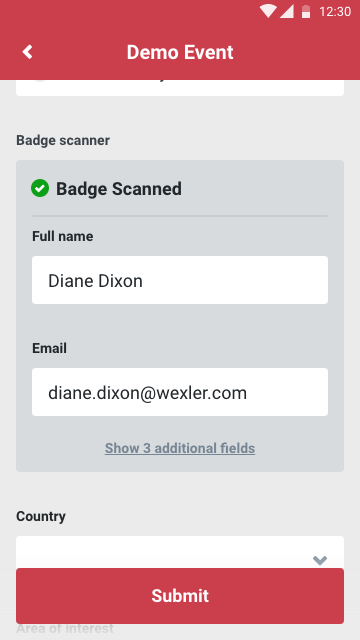 12:30
Demo Event
Badge scanner
Badge Scanned
Full name
Diane Dixon
Email
diane.dixon@wexler.com
Show 3 additional fields
Country
Submit
Area of interest